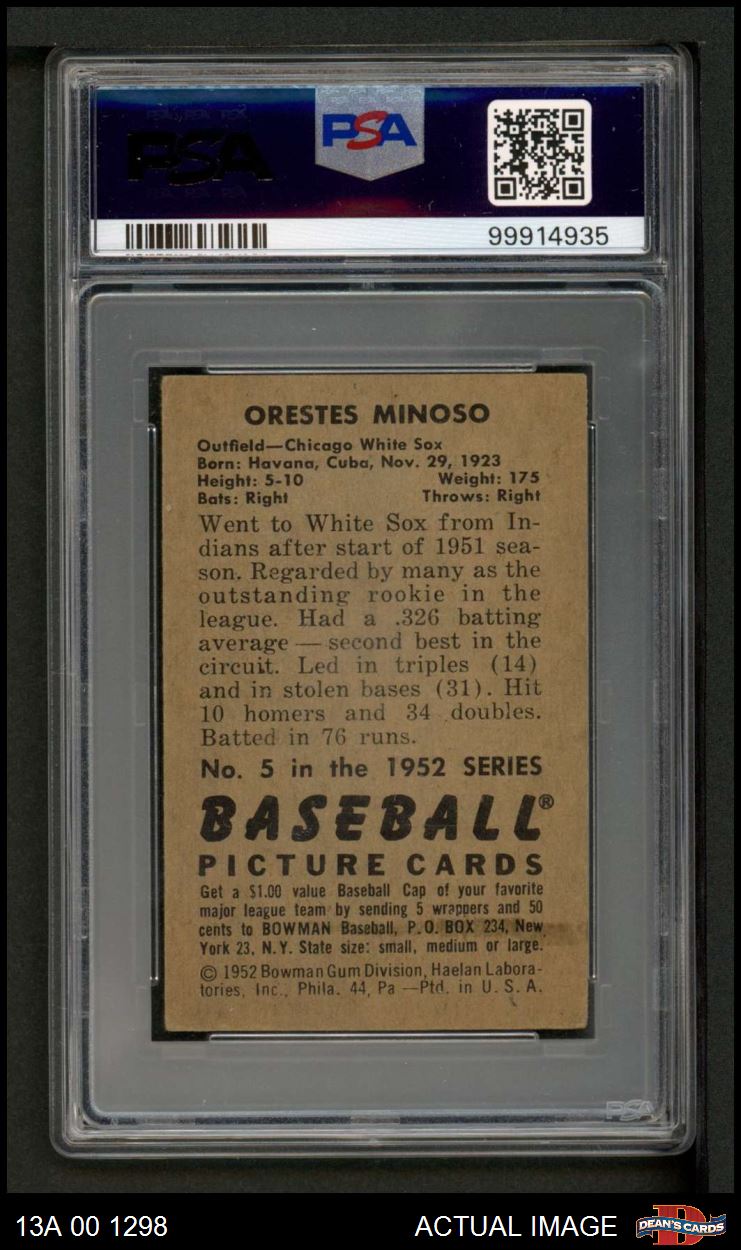 PSA PSA PSA
PSA
PSA
PSA PSA
99914935
ORESTES MINOSO
Outfield—Chicago White Sox
Born: Havana, Cuba, Nov. 29, 1923
Height: 5-10 Weight: 175
Bats: Right Throws: Right
Went to White Sox from In-
dians after start of 1951 sea-
son. Regarded by many as the
outstanding rookie in the
league. Had a .326 batting
average — second best in the
circuit. Led in triples (14)
and in stolen bases (31). Hit
10 homers and 34 doubles.
Batted in 76 runs.
No. 5 in the 1952 SERIES
BASEBALL®
PICTURE CARDS
Get a $1.00 value Baseball Cap of your favorite
major league team by sending 5 wrappers and 50
cents to BOWMAN Baseball, P.O. BOX 234, New
York 23, N.Y. State size: small, medium or large.
© 1952 Bowman Gum Division, Haelan Labora-
tories, Inc., Phila. 44, Pa —Ptd. in U.S.A.
PSA
13A 00 1298 ACTUAL IMAGE DEAN'S CARDS